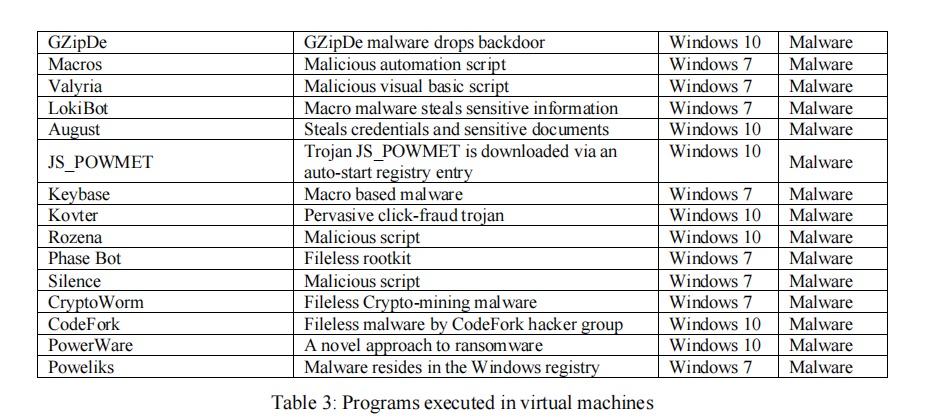 GZipDe GZipDe malware drops backdoor Windows 10 Malware
Macros Malicious automation script Windows 7 Malware
Valyria Malicious visual basic script Windows 7 Malware
LokiBot Macro malware steals sensitive information Windows 7 Malware
August Steals credentials and sensitive documents Windows 10 Malware
JS_POWMET Trojan JS_POWMET is downloaded via an
auto-start registry entry Windows 10 Malware
Keybase Macro based malware Windows 7 Malware
Kovter Pervasive click-fraud trojan Windows 10 Malware
Rozena Malicious script Windows 10 Malware
Phase Bot Fileless rootkit Windows 7 Malware
Silence Malicious script Windows 7 Malware
CryptoWorm Fileless Crypto-mining malware Windows 7 Malware
CodeFork Fileless malware by CodeFork hacker group Windows 10 Malware
PowerWare A novel approach to ransomware Windows 10 Malware
Poweliks Malware resides in the Windows registry Windows 7 Malware
Table 3: Programs executed in virtual machines